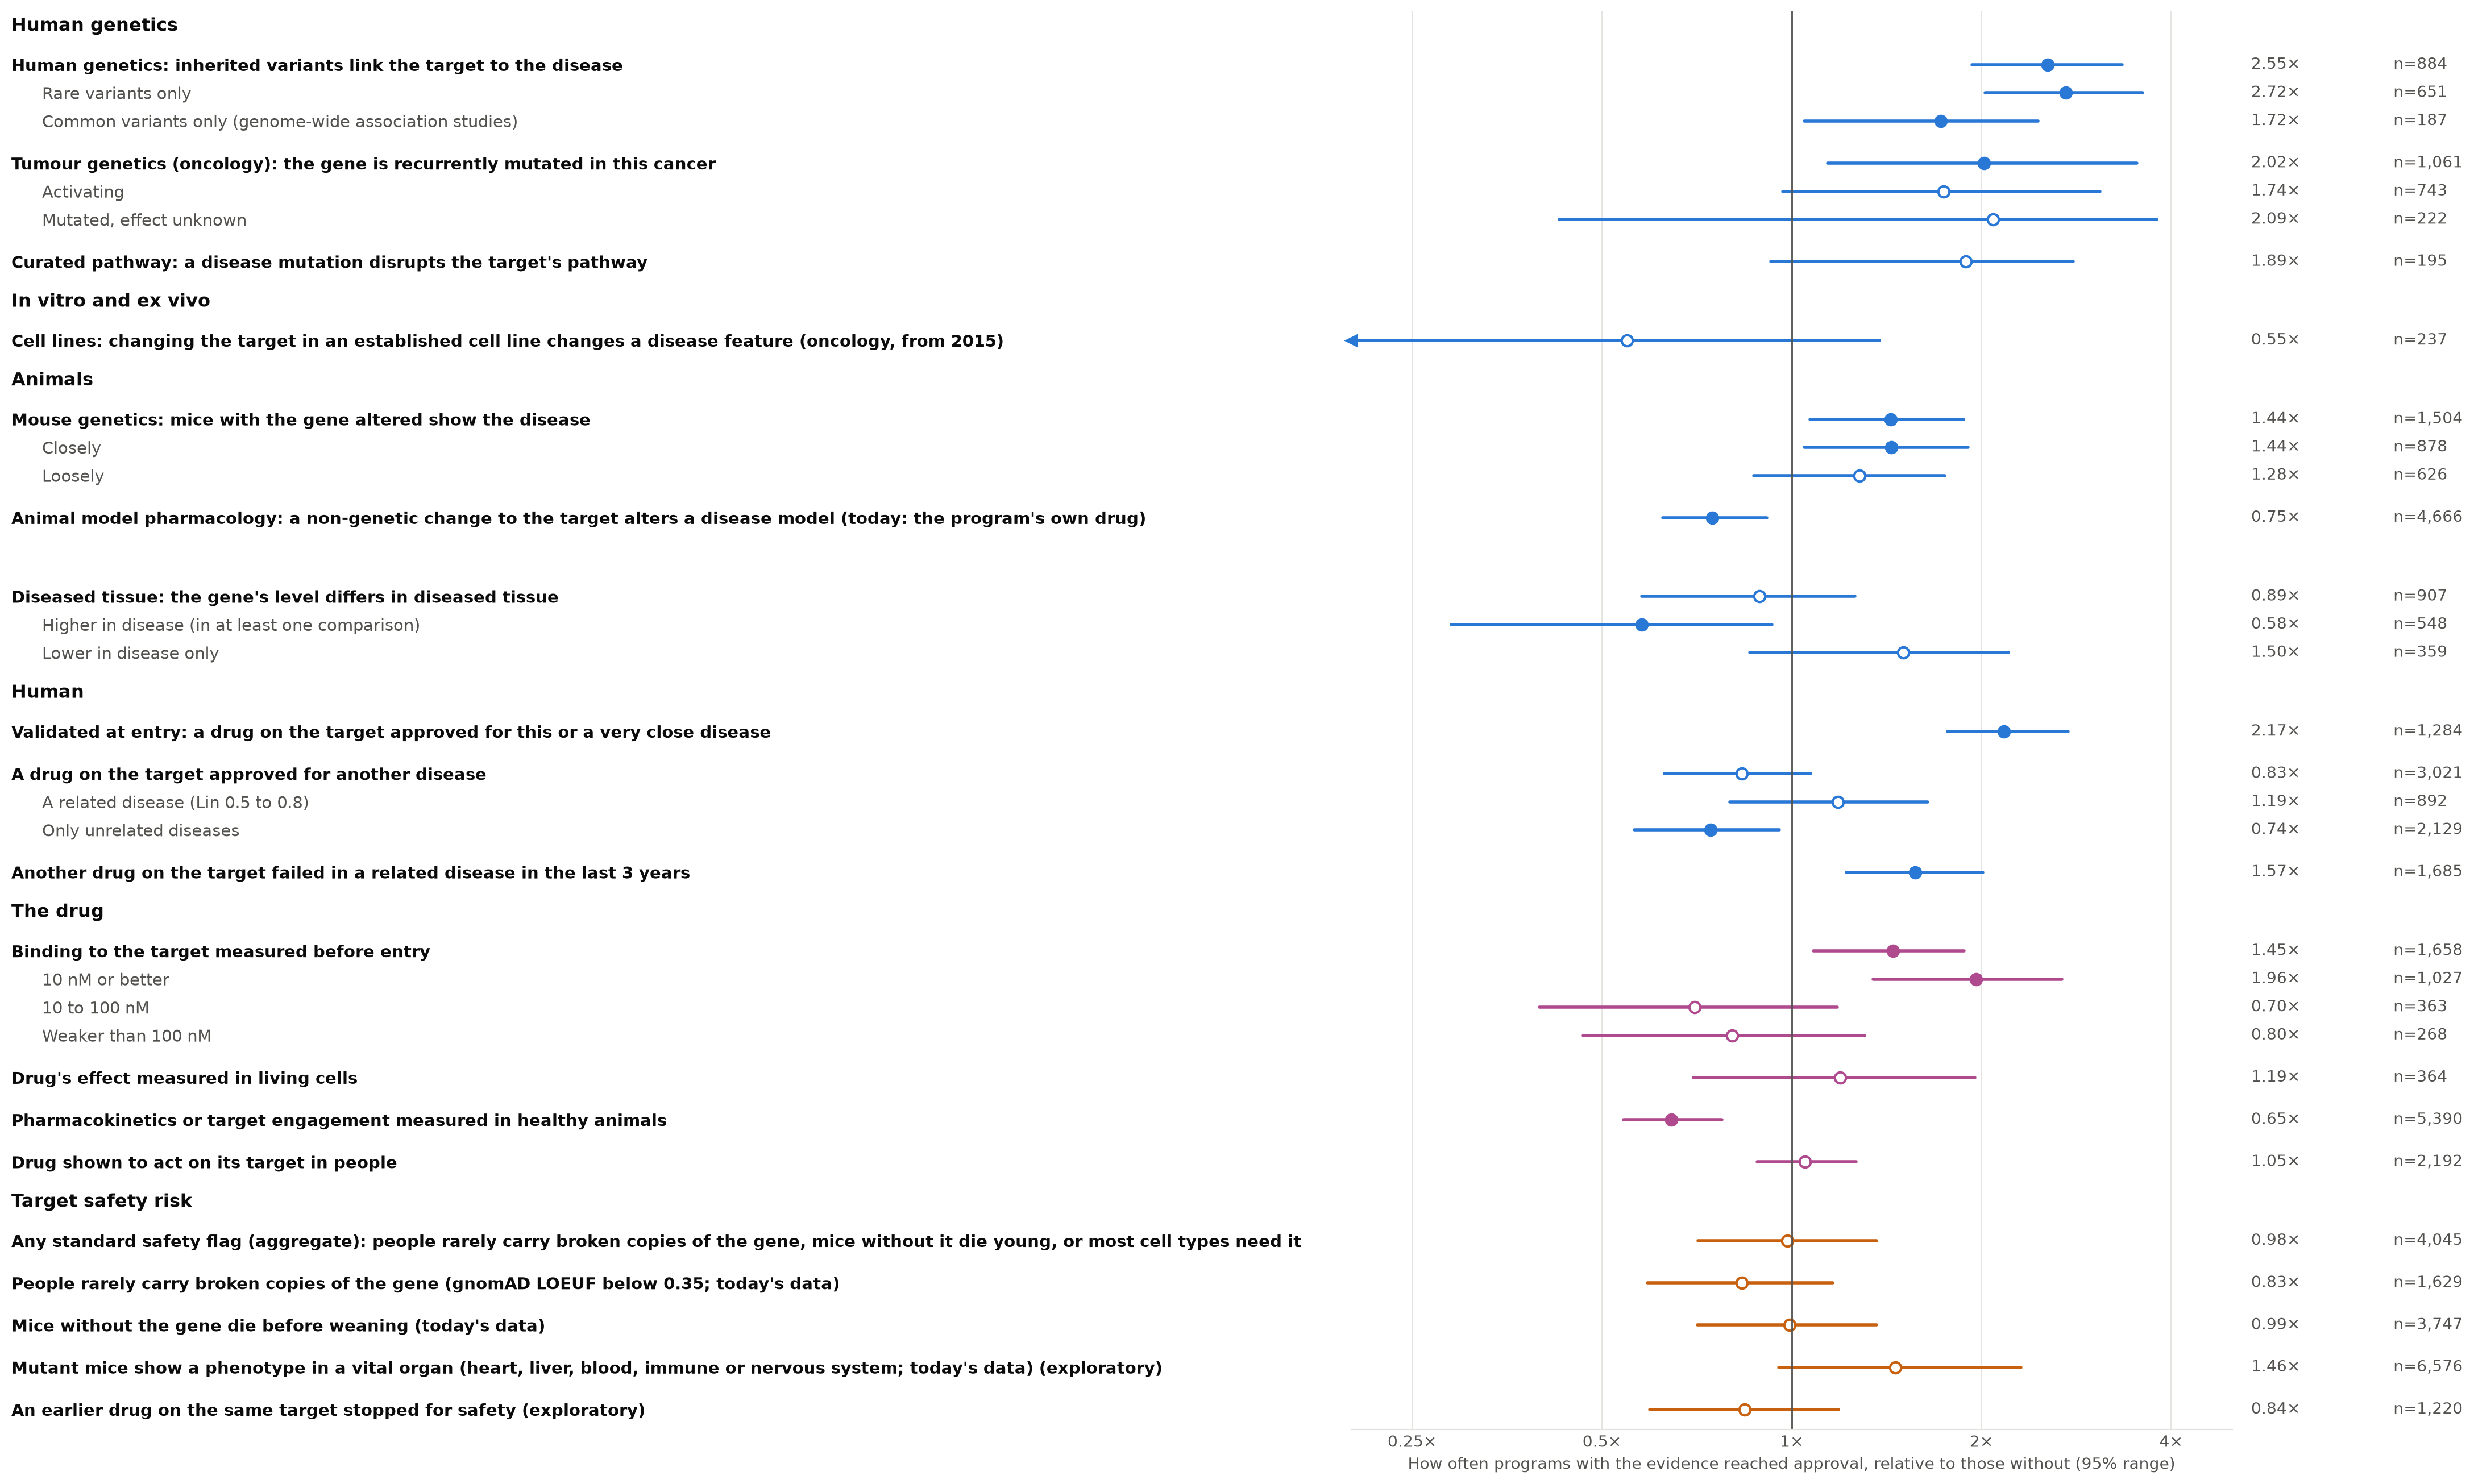 Human genetics
Human genetics: inherited variants link the target to the disease 2.55× n=884
Rare variants only 2.72× n=651
Common variants only (genome-wide association studies) 1.72× n=187
Tumour genetics (oncology): the gene is recurrently mutated in this cancer 2.02× n=1,061
Activating 1.74× n=743
Mutated, effect unknown 2.09× n=222
Curated pathway: a disease mutation disrupts the target's pathway 1.89× n=195
In vitro and ex vivo
Cell lines: changing the target in an established cell line changes a disease feature (oncology, from 2015) 0.55× n=237
Animals
Mouse genetics: mice with the gene altered show the disease 1.44× n=1,504
Closely 1.44× n=878
Loosely 1.28× n=626
Animal model pharmacology: a non-genetic change to the target alters a disease model (today: the program's own drug) 0.75× n=4,666
Diseased tissue: the gene's level differs in diseased tissue 0.89× n=907
Higher in disease (in at least one comparison) 0.58× n=548
Lower in disease only 1.50× n=359
Human
Validated at entry: a drug on the target approved for this or a very close disease 2.17× n=1,284
A drug on the target approved for another disease 0.83× n=3,021
A related disease (Lin 0.5 to 0.8) 1.19× n=892
Only unrelated diseases 0.74× n=2,129
Another drug on the target failed in a related disease in the last 3 years 1.57× n=1,685
The drug
Binding to the target measured before entry 1.45× n=1,658
10 nM or better 1.96× n=1,027
10 to 100 nM 0.70× n=363
Weaker than 100 nM 0.80× n=268
Drug's effect measured in living cells 1.19× n=364
Pharmacokinetics or target engagement measured in healthy animals 0.65× n=5,390
Drug shown to act on its target in people 1.05× n=2,192
Target safety risk
Any standard safety flag (aggregate): people rarely carry broken copies of the gene, mice without it die young, or most cell types need it 0.98× n=4,045
People rarely carry broken copies of the gene (gnomAD LOEUF below 0.35; today's data) 0.83× n=1,629
Mice without the gene die before weaning (today's data) 0.99× n=3,747
Mutant mice show a phenotype in a vital organ (heart, liver, blood, immune or nervous system; today's data) (exploratory) 1.46× n=6,576
An earlier drug on the same target stopped for safety (exploratory) 0.84× n=1,220
0.25× 0.5× 1× 2× 4×
How often programs with the evidence reached approval, relative to those without (95% range)